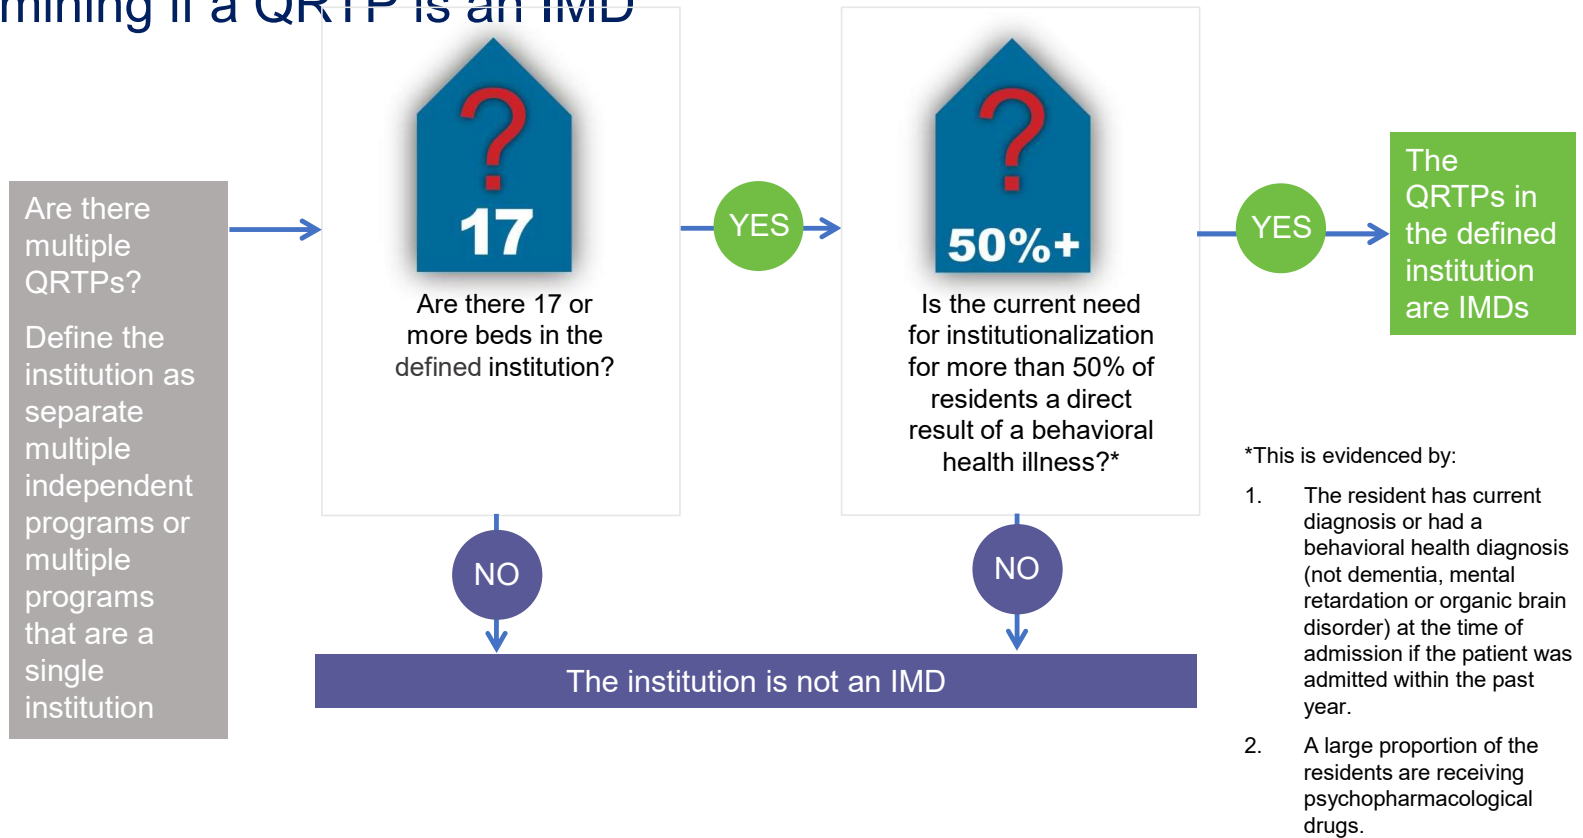 mining if a QRTP is an IMD
Are there
multiple
QRTPs?
Define the
institution as
separate
multiple
independent
programs or
multiple
programs
that are a
single
institution
?
17
Are there 17 or
more beds in the
defined institution?
YES
NO
?
50%+
Is the current need
for institutionalization
for more than 50% of
residents a direct
result of a behavioral
health illness?*
YES
NO
The
QRTPs in
the defined
institution
are IMDs
The institution is not an IMD
*This is evidenced by:
1. The resident has current
diagnosis or had a
behavioral health diagnosis
(not dementia, mental
retardation or organic brain
disorder) at the time of
admission if the patient was
admitted within the past
year.
2. A large proportion of the
residents are receiving
psychopharmacological
drugs.